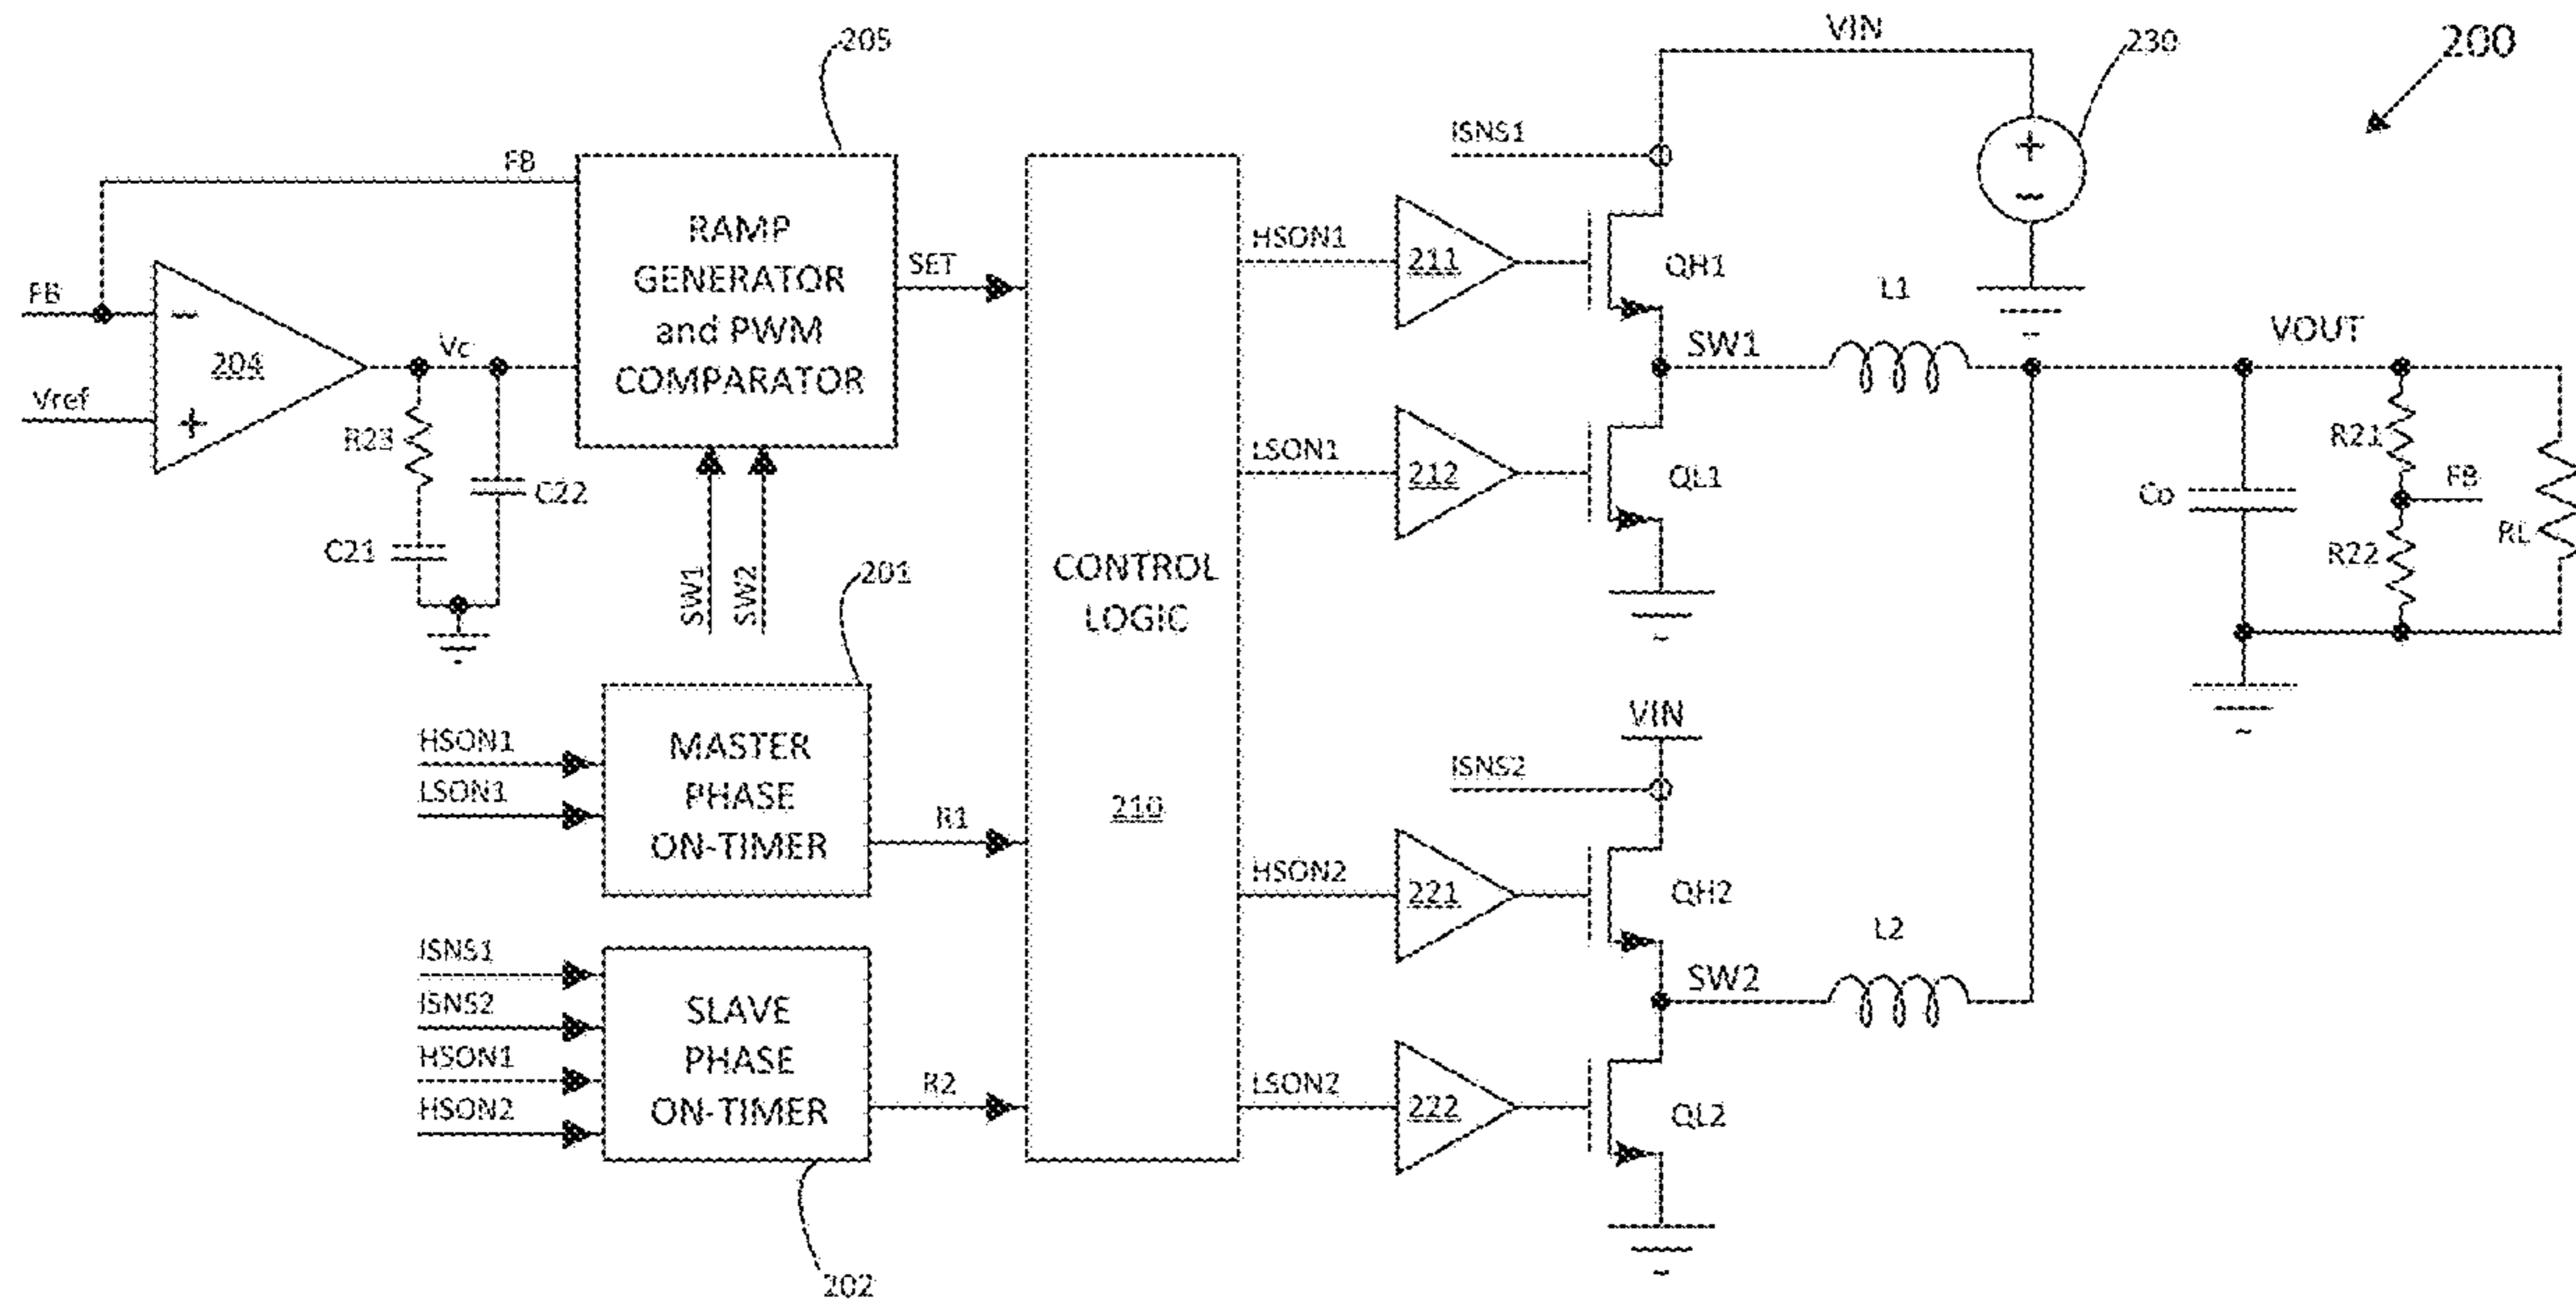 205
VIN
230
200
ISNS1
FB
RAMP
GENERATOR
and PWM
COMPARATOR
SET
HSON1
211
QH1
L1
FB
204
Vc
Vref
SW1
VOUT
R23
C22
C21
LSON1
212
QL1
Co
R21
FB
R22
RL
SW1
SW2
201
CONTROL
LOGIC
210
HSON1
LSON1
MASTER
PHASE
ON-TIMER
R1
VIN
ISNS2
HSON2
221
QH2
L2
SW2
ISNS1
ISNS2
HSON1
HSON2
SLAVE
PHASE
ON-TIMER
R2
LSON2
222
QL2
202